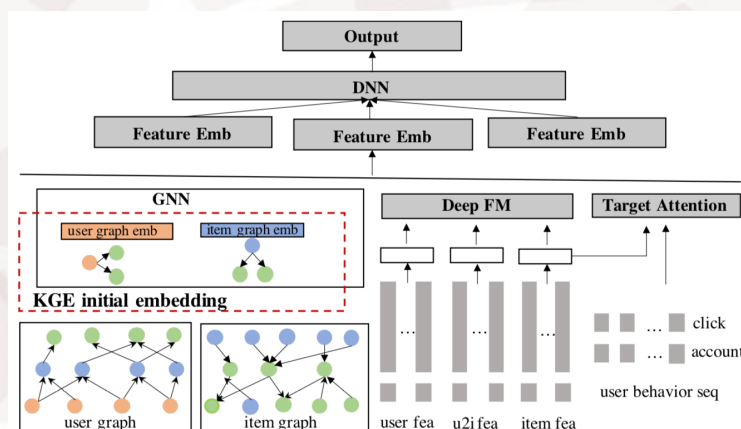 Output
DNN
Feature Emb
Feature Emb
Feature Emb
GNN
user graph emb
item graph emb
KGE initial embedding
user graph
item graph
Deep FM
Target Attention
...
...
...
user fea
u2i fea
item fea
... click
... account
user behavior seq